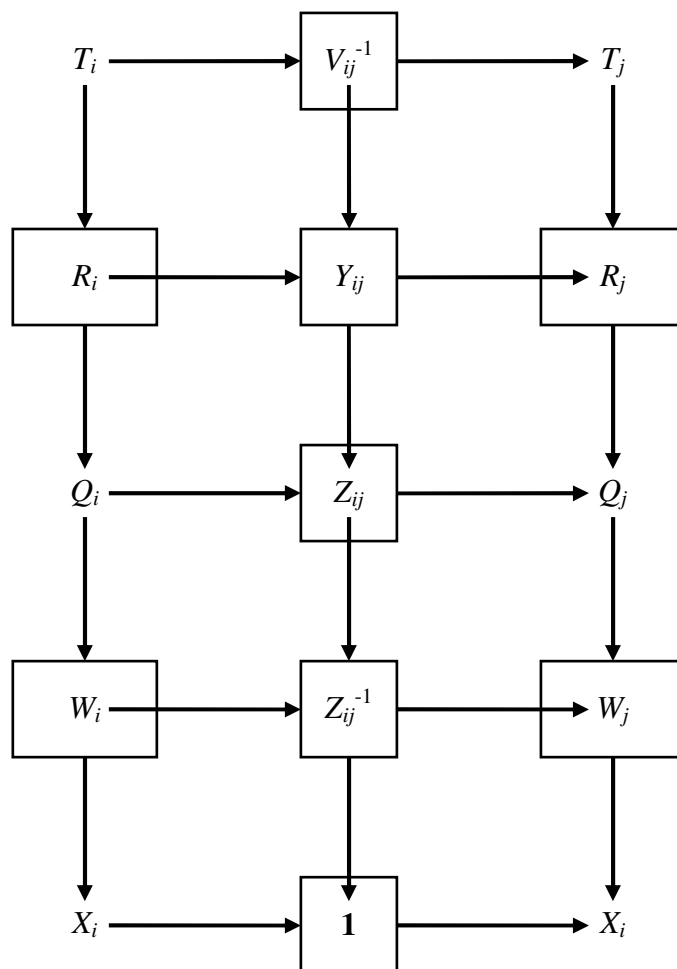 T_i V_ij^-1 T_j
R_i Y_ij R_j
Q_i Z_ij Q_j
W_i Z_ij^-1 W_j
X_i 1 X_i